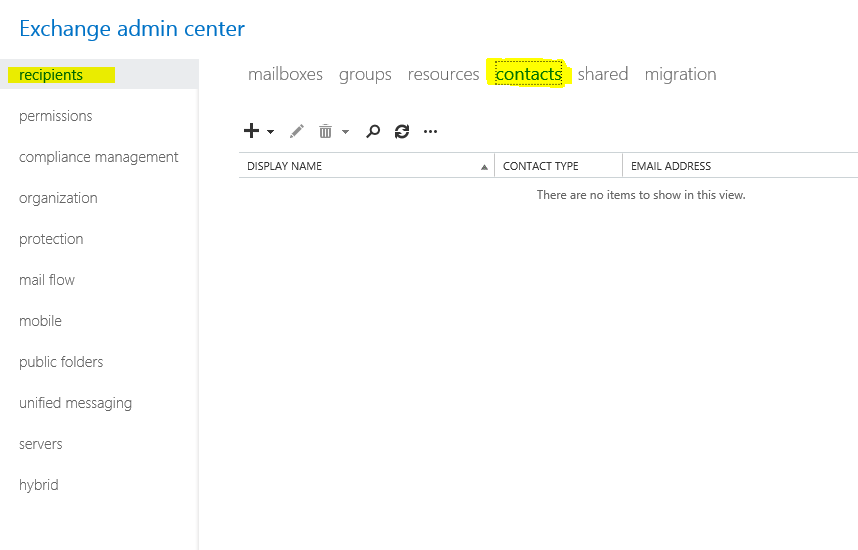 Exchange admin center
recipients
permissions
compliance management
organization
protection
mail flow
mobile
public folders
unified messaging
servers
hybrid
mailboxes groups resources contacts shared migration
DISPLAY NAME CONTACT TYPE EMAIL ADDRESS
There are no items to show in this view.